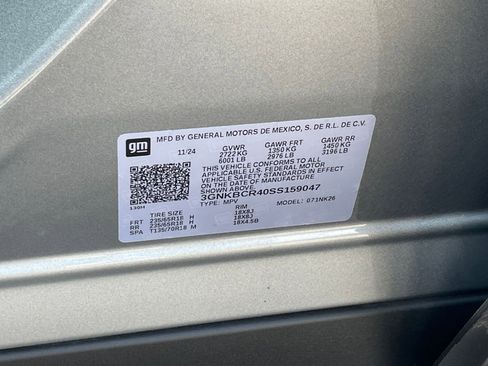 gm
MFD BY GENERAL MOTORS DE MEXICO, S. DE R.L. DE C.V.
11/24 GVWR GAWR FRT GAWR RR
2722 KG 1350 KG 1450 KG
6001 LB 2976 LB 3196 LB
THIS VEHICLE CONFORMS TO ALL
APPLICABLE U.S. FEDERAL MOTOR
VEHICLE SAFETY STANDARDS IN EFFECT
ON THE DATE OF MANUFACTURE SHOWN ABOVE.
3GNKBCR40SS159047
TYPE: MPV MODEL: 071NK26
TIRE SIZE RIM
FRT 235/65R18 H 18X8J
RR 235/65R18 H 18X8J
SPA T135/70R18 M 18X4.5B